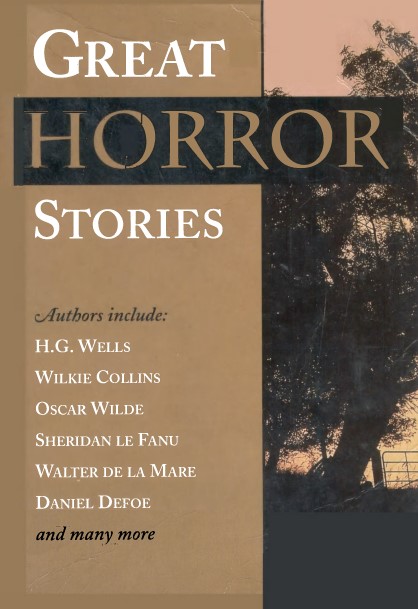 GREAT
HORROR
STORIES
Authors include:
H.G. WELLS
WILKIE COLLINS
OSCAR WILDE
SHERIDAN LE FANU
WALTER DE LA MARE
DANIEL DEFOE
and many more